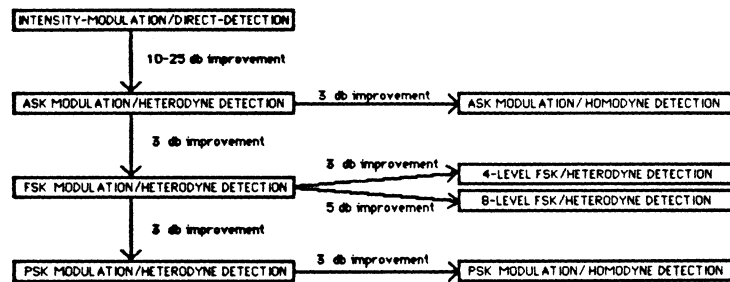 INTENSITY-MODULATION/DIRECT-DETECTION
10-25 db improvement
ASK MODULATION/HETERODYNE DETECTION
3 db improvement
ASK MODULATION/HOMODYNE DETECTION
3 db improvement
FSK MODULATION/HETERODYNE DETECTION
3 db improvement
4-LEVEL FSK/HETERODYNE DETECTION
5 db improvement
8-LEVEL FSK/HETERODYNE DETECTION
3 db improvement
PSK MODULATION/HETERODYNE DETECTION
3 db improvement
PSK MODULATION/HOMODYNE DETECTION